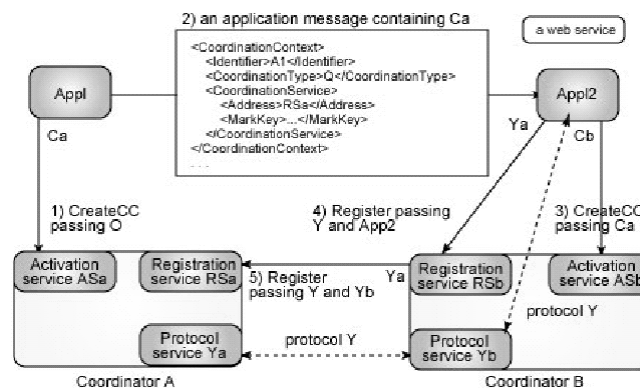 2) an application message containing Ca
a web service
<CoordinationContext>
<Identifier>A1</Identifier>
<CoordinationType>Q</CoordinationType>
<CoordinationService>
<Address>RSa</Address>
<MarkKey>...</MarkKey>
</CoordinationService>
</CoordinationContext>
. . .
Appl
Appl2
Ca
Ya
Cb
1) CreateCC
passing O
4) Register passing
Y and App2
3) CreateCC
passing Ca
Activation
service ASa
Registration
service RSa
5) Register
passing Y and Yb
Ya
Registration
service RSb
Activation
service ASb
protocol Y
Protocol
service Ya
protocol Y
Protocol
service Yb
Coordinator A
Coordinator B